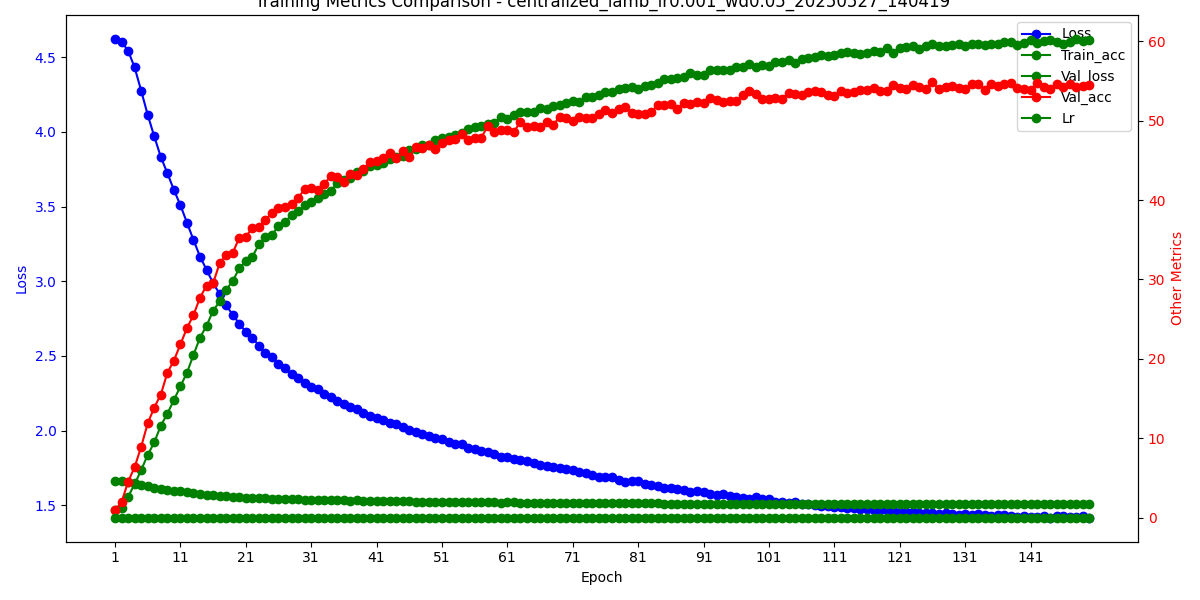 Training Metrics Comparison - centralized_lamb_lr0.001_wd0.05_20250527_140419
Loss
Train_acc
Val_loss
Val_acc
Lr
4.5
4.0
3.5
3.0
2.5
2.0
1.5
Loss
60
50
40
30
20
10
0
Other Metrics
1 11 21 31 41 51 61 71 81 91 101 111 121 131 141
Epoch